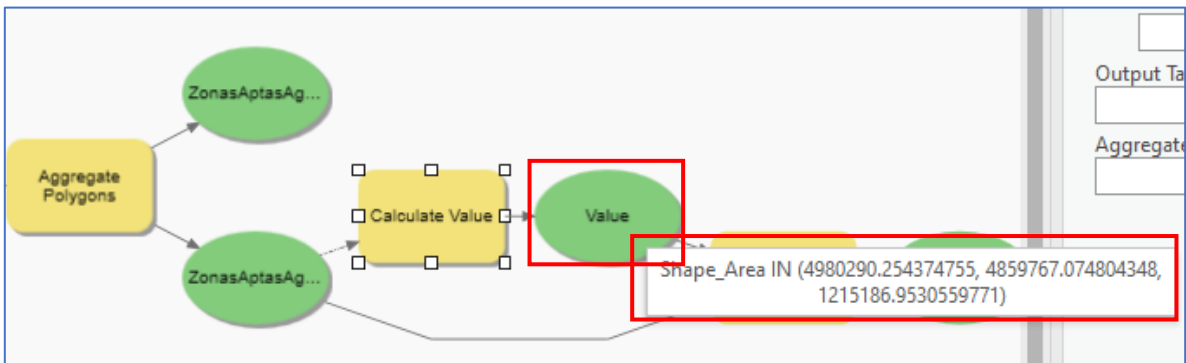 ZonasAptasAg...
Output Ta
Aggregate
Polygons
Aggregate
Calculate Value
Value
ZonasAptasAg...
Shape_Area IN (4980290.254374755, 4859767.074804348,
1215186.9530559771)